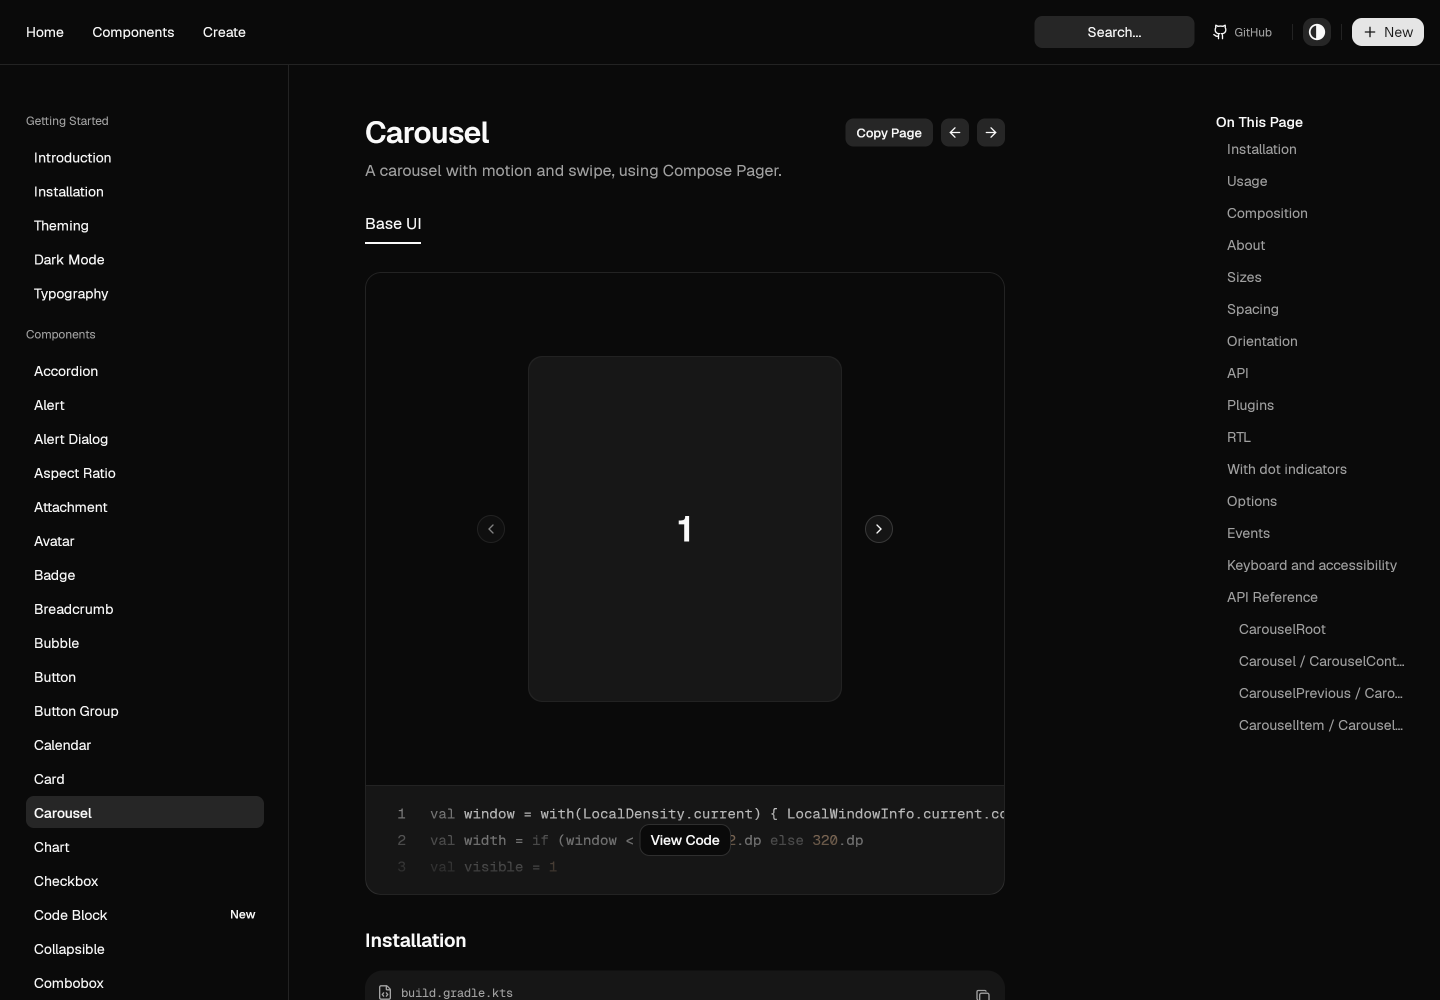 Home
Components
Create
Search...
GitHub
New
Getting Started
Introduction
Installation
Theming
Dark Mode
Typography
Components
Accordion
Alert
Alert Dialog
Aspect Ratio
Attachment
Avatar
Badge
Breadcrumb
Bubble
Button
Button Group
Calendar
Card
Carousel
Chart
Checkbox
Code Block New
Collapsible
Combobox
Carousel
Copy Page
A carousel with motion and swipe, using Compose Pager.
Base UI
1
1 val window = with(LocalDensity.current) { LocalWindowInfo.current.co
2 val width = if (window < 2.dp else 320.dp
View Code
3 val visible = 1
Installation
build.gradle.kts
On This Page
Installation
Usage
Composition
About
Sizes
Spacing
Orientation
API
Plugins
RTL
With dot indicators
Options
Events
Keyboard and accessibility
API Reference
CarouselRoot
Carousel / CarouselCont...
CarouselPrevious / Caro...
CarouselItem / Carousel...